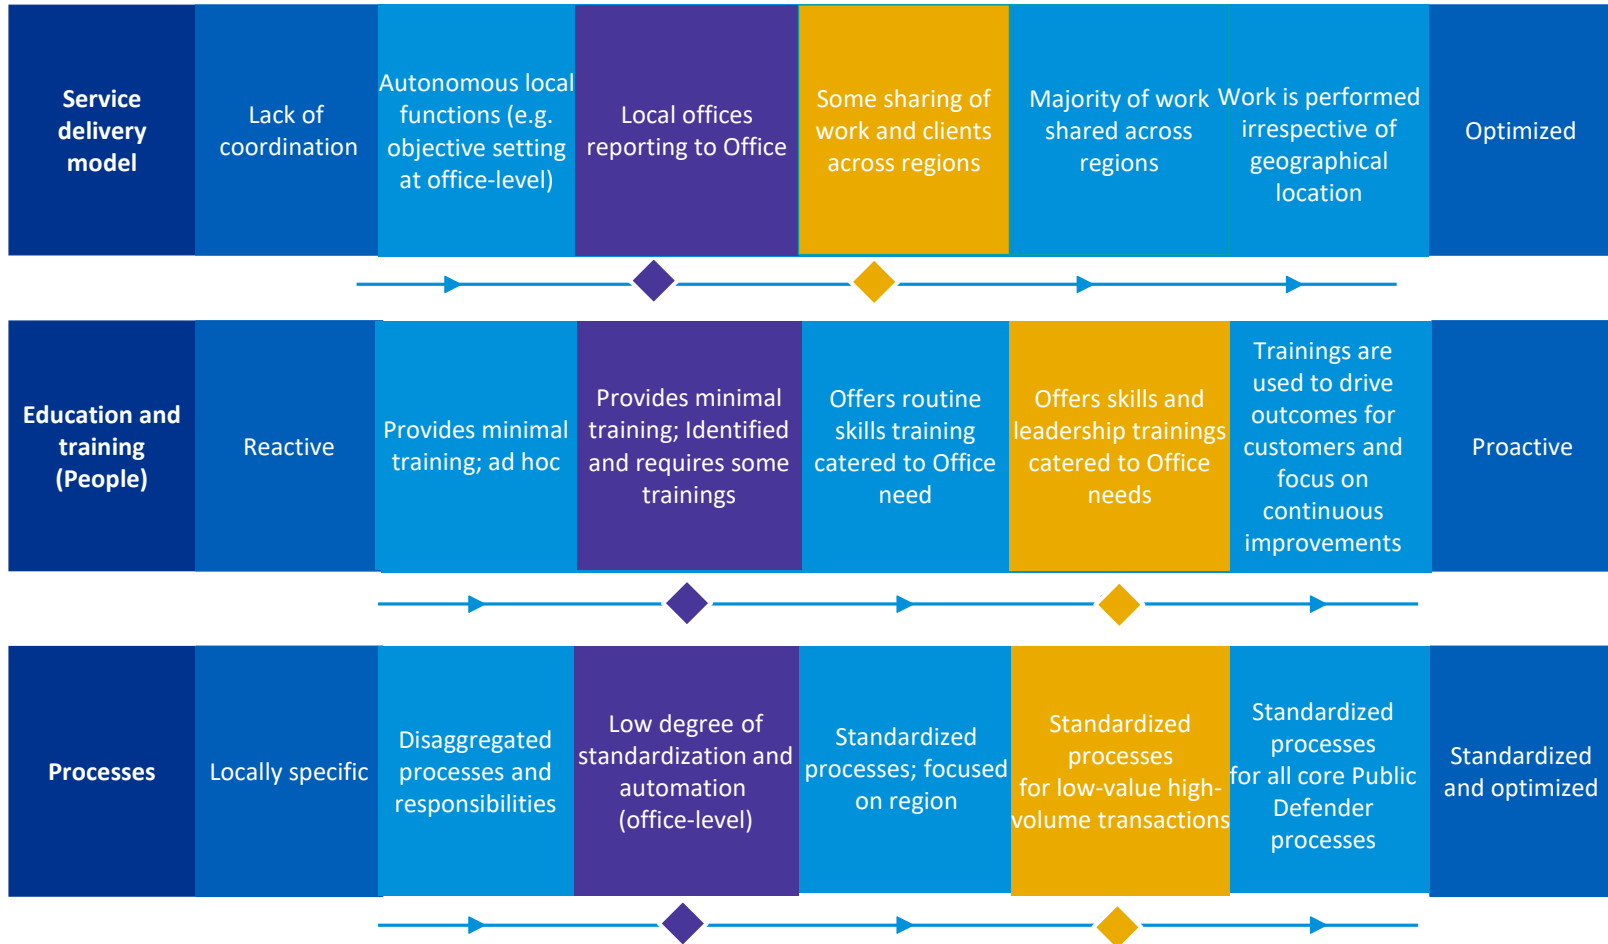 Service
delivery
model
Lack of
coordination
Autonomous local
functions (e.g.
objective setting
at office-level)
Local offices
reporting to Office
Some sharing of
work and clients
across regions
Majority of work
shared across
regions
Work is performed
irrespective of
geographical
location
Optimized
Education and
training
(People)
Reactive
Provides minimal
training; ad hoc
Provides minimal
training; Identified
and requires some
trainings
Offers routine
skills training
catered to Office
need
Offers skills and
leadership trainings
catered to Office
needs
Trainings are
used to drive
outcomes for
customers and
focus on
continuous
improvements
Proactive
Processes
Locally specific
Disaggregated
processes and
responsibilities
Low degree of
standardization and
automation
(office-level)
Standardized
processes; focused
on region
Standardized
processes
for low-value high-
volume transactions
Standardized
processes
for all core Public
Defender
processes
Standardized
and optimized